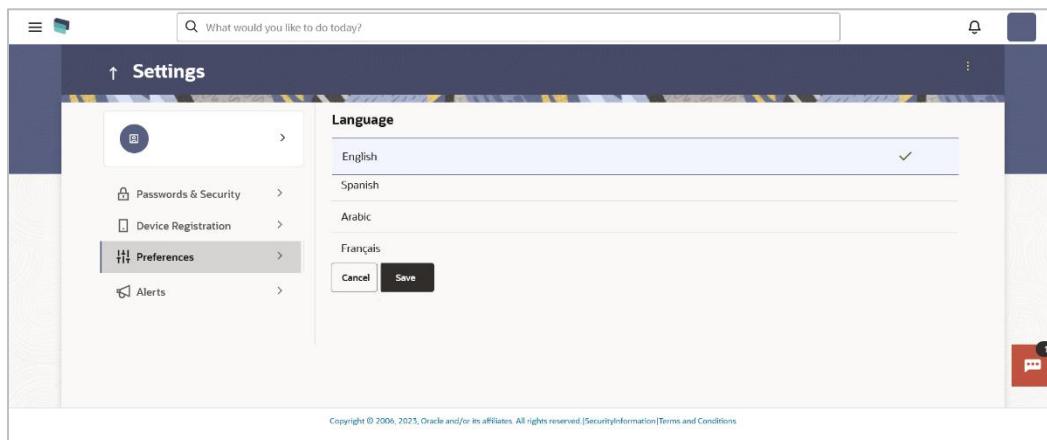 What would you like to do today?
Settings
Language
English
Spanish
Passwords & Security
Arabic
Device Registration
Français
Preferences
Cancel
Save
Alerts
Copyright © 2006, 2023, Oracle and/or its affiliates. All rights reserved.|SecurityInformation|Terms and Conditions